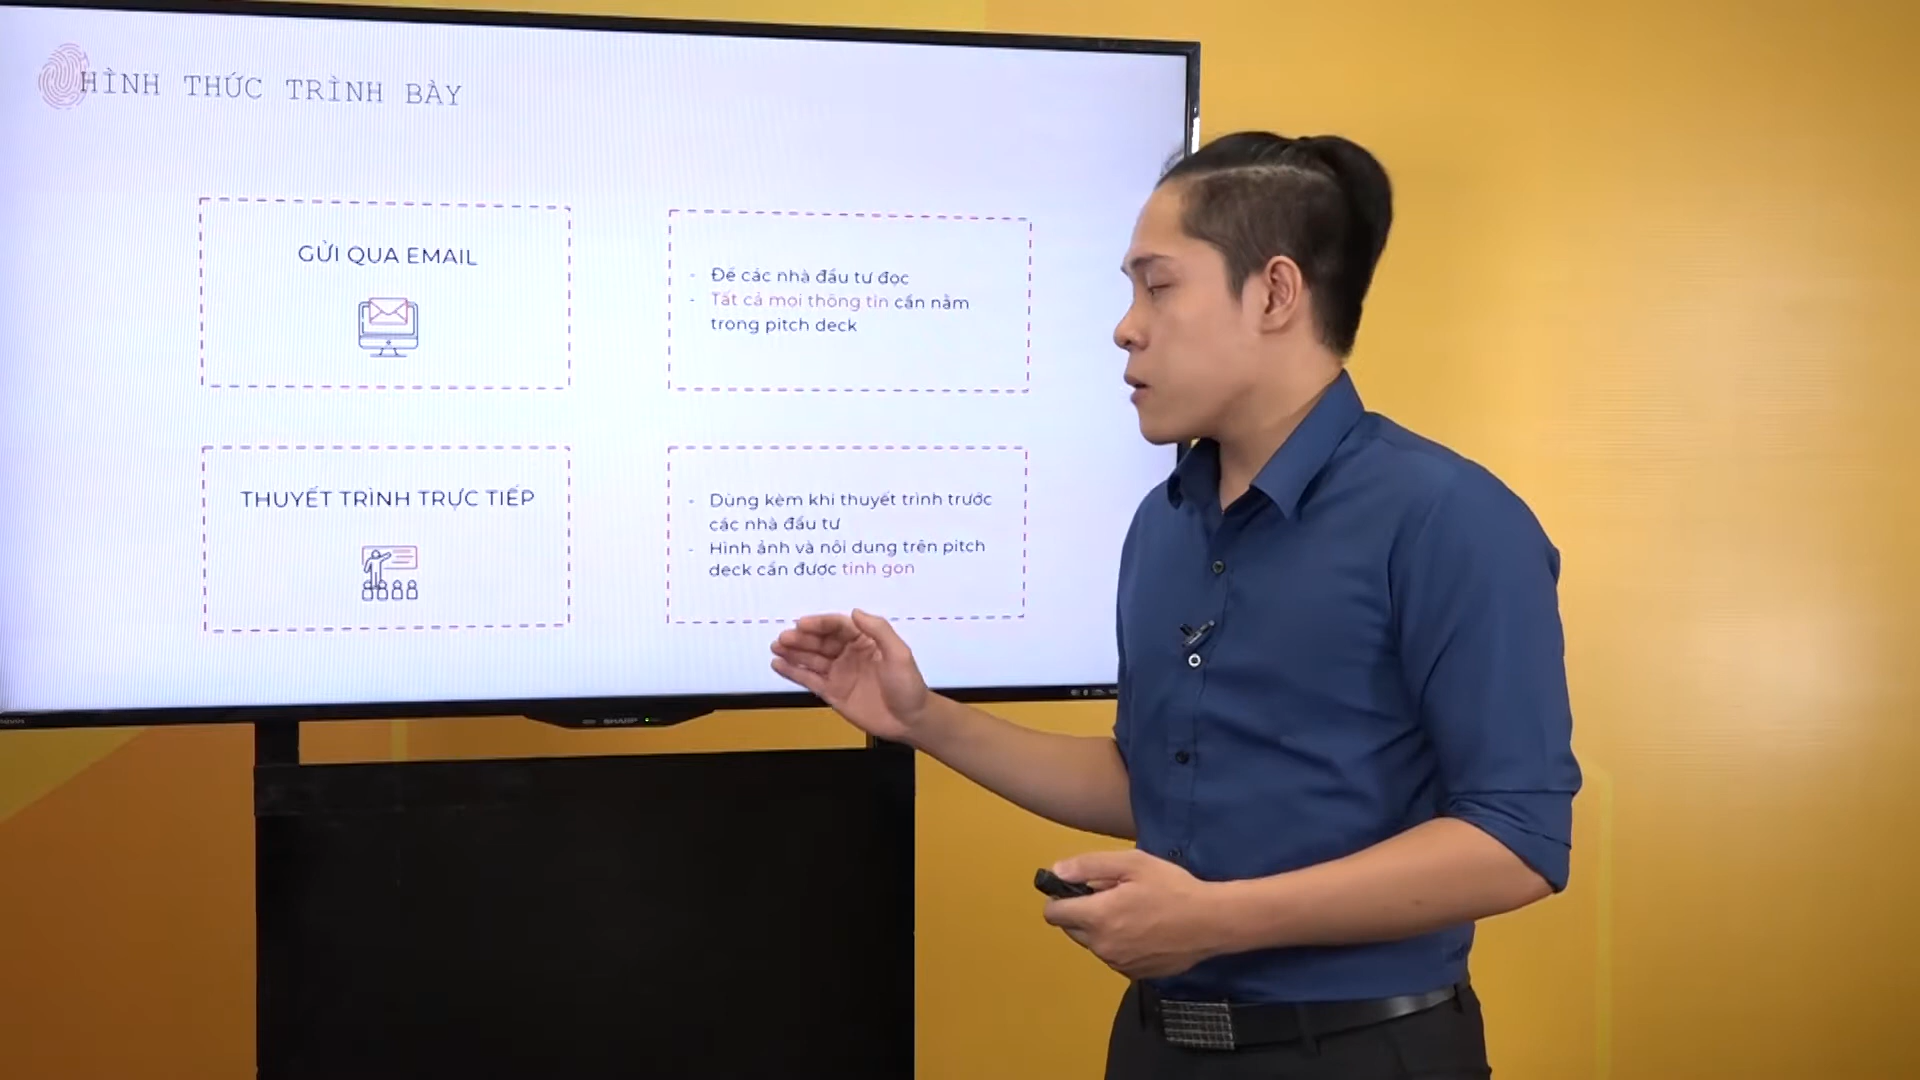 HÌNH THỨC TRÌNH BÀY
GỬI QUA EMAIL
- Để các nhà đầu tư đọc
- Tất cả mọi thông tin cần nằm
trong pitch deck
THUYẾT TRÌNH TRỰC TIẾP
- Dùng kèm khi thuyết trình trước
các nhà đầu tư
- Hình ảnh và nội dung trên pitch
deck cần được tinh gọn
SHARP